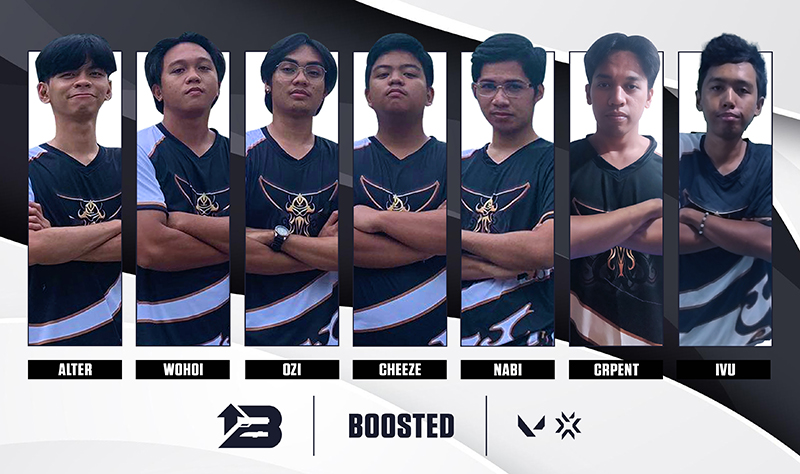 ALTER
WOHOI
OZI
CHEEZE
NABI
CRPENT
IVU
BOOSTED